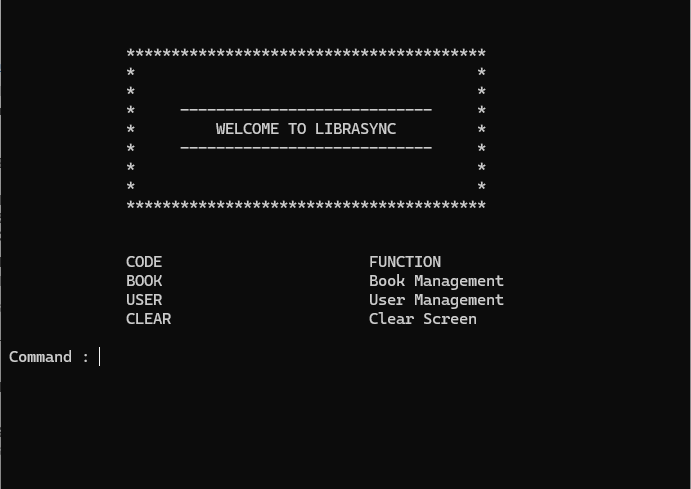 ****************************************
* *
* *
* ---------------------------- *
* WELCOME TO LIBRASYNC *
* ---------------------------- *
* *
* *
****************************************
CODE FUNCTION
BOOK Book Management
USER User Management
CLEAR Clear Screen
Command :